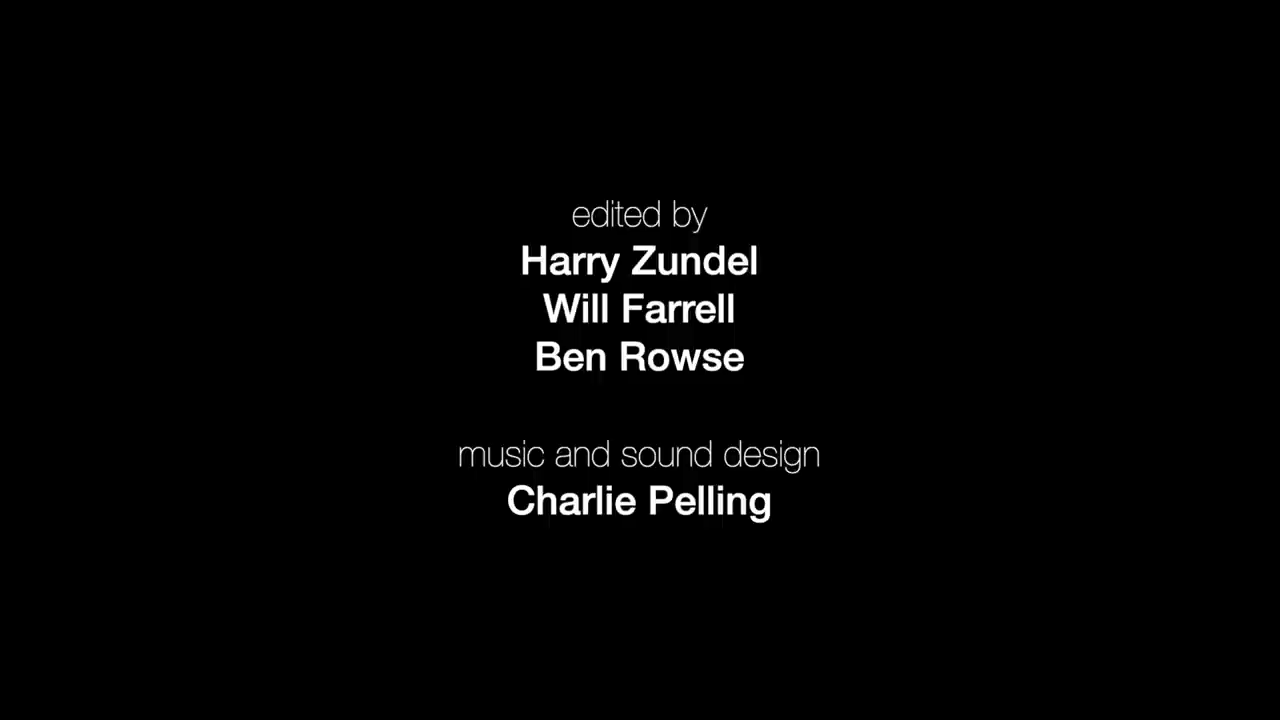 edited by
Harry Zundel
Will Farrell
Ben Rowse
music and sound design
Charlie Pelling